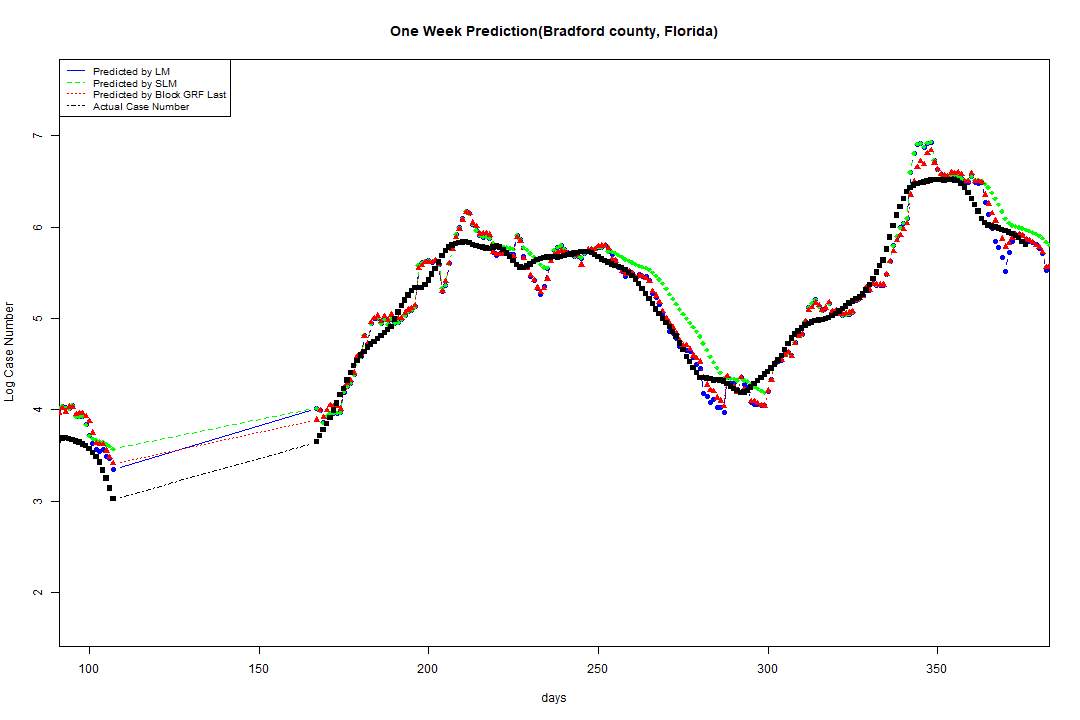 One Week Prediction(Bradford county, Florida)
Predicted by LM
Predicted by SLM
Predicted by Block GRF Last
Actual Case Number
7
6
5
4
3
2
Log Case Number
100 150 200 250 300 350
days